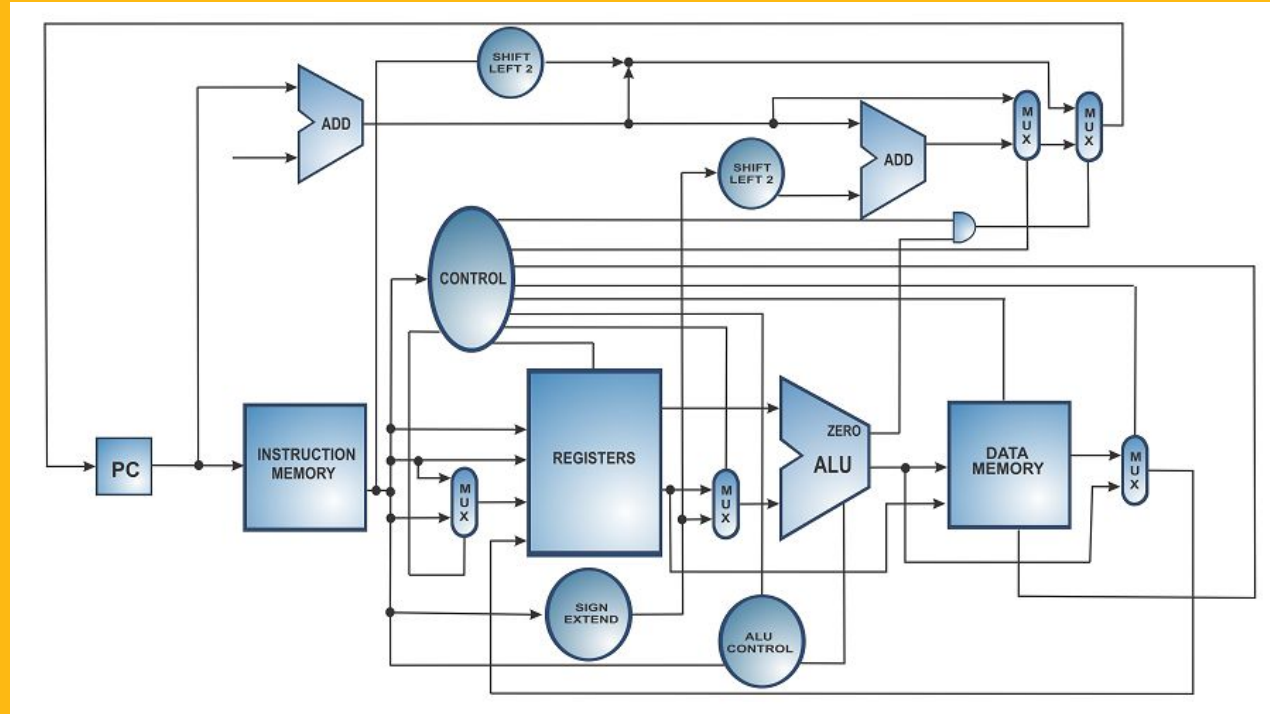 SHIFT
LEFT 2
ADD
M
U
X
M
U
X
SHIFT
LEFT 2
ADD
CONTROL
PC
INSTRUCTION
MEMORY
M
U
X
REGISTERS
M
U
X
ZERO
ALU
DATA
MEMORY
M
U
X
SIGN
EXTEND
ALU
CONTROL